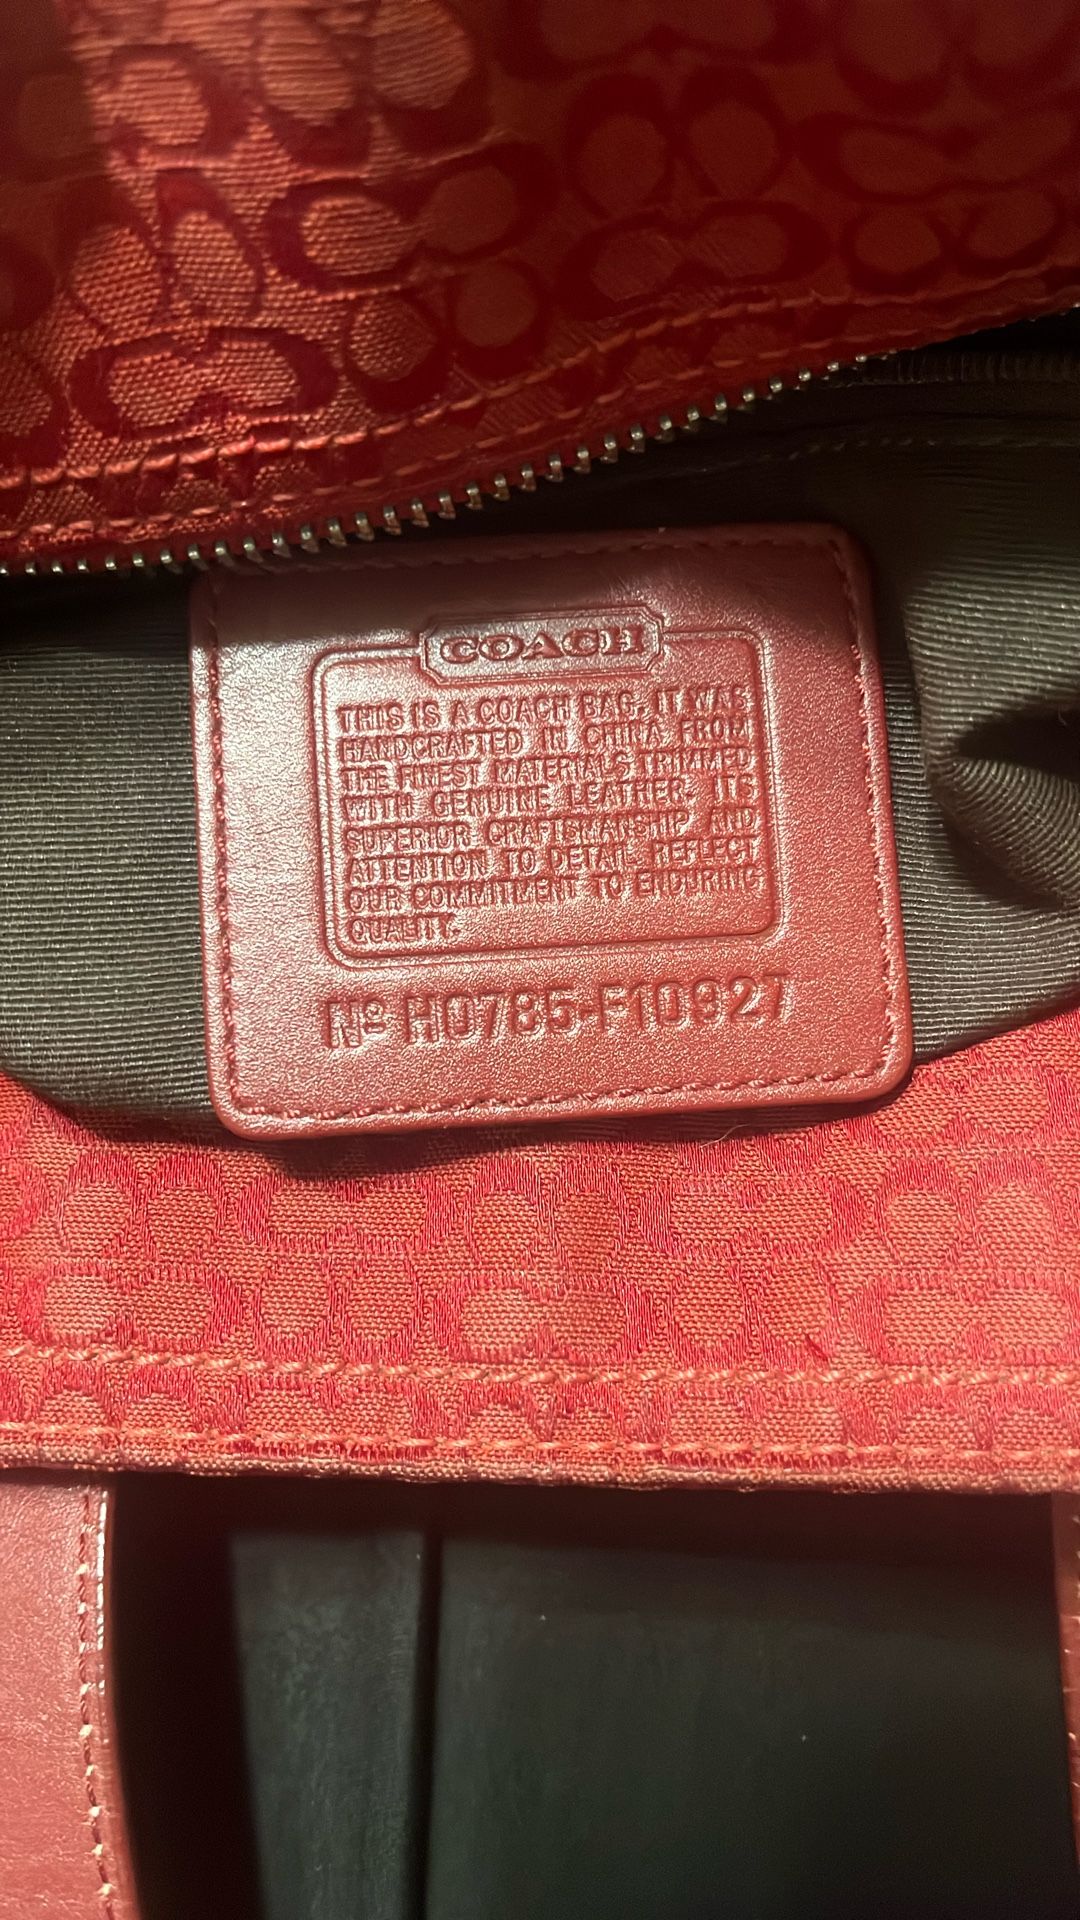 COACH
THIS IS A COACH BAG. IT WAS
HANDCRAFTED IN CHINA FROM
THE FINEST MATERIALS TRIMMED
WITH GENUINE LEATHER. ITS
SUPERIOR CRAFTSMANSHIP AND
ATTENTION TO DETAIL REFLECT
OUR COMMITMENT TO ENDURING
QUALITY.
Nº H0785-F10927